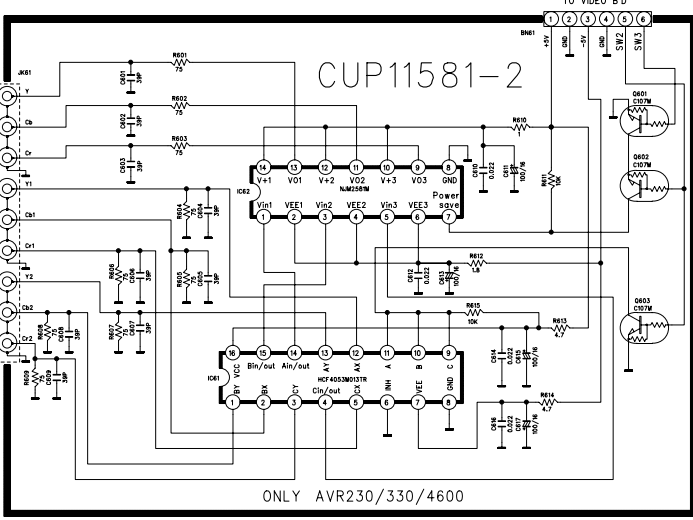 TO VIDEO B'D
BN61
1 2 3 4 5 6
+5V GND -5V GND SW2 SW3
JK61
CUP11581-2
Y
Cb
Cr
Y1
Cb1
Cr1
Y2
Cb2
Cr2
R601
75
C601
39P
R602
75
C602
39P
R603
75
C603
39P
R604
75
C604
39P
R605
75
C605
39P
R606
75
C606
39P
R607
75
C607
39P
R608
75
C608
39P
R609
75
C609
39P
R610
1
C610
0.022
C611
100/16
R611
10K
Q601
C107M
Q602
C107M
Q603
C107M
14 13 12 11 10 9 8
V+1 VO1 V+2 VO2 V+3 VO3 GND
IC62
NJM2581M
Power
save
Vin1 VEE1 Vin2 VEE2 Vin3 VEE3
1 2 3 4 5 6 7
C612
0.022
C613
100/16
R612
1.8
R615
10K
R613
4.7
C614
0.022
C615
100/16
R614
4.7
C616
0.022
C617
100/16
16 15 14 13 12 11 10 9
VCC Bin/out Ain/out AY AX A B C
IC61
HCF4053M013TR
BY BX CY Cin/out CX INH VEE GND
1 2 3 4 5 6 7 8
ONLY AVR230/330/4600